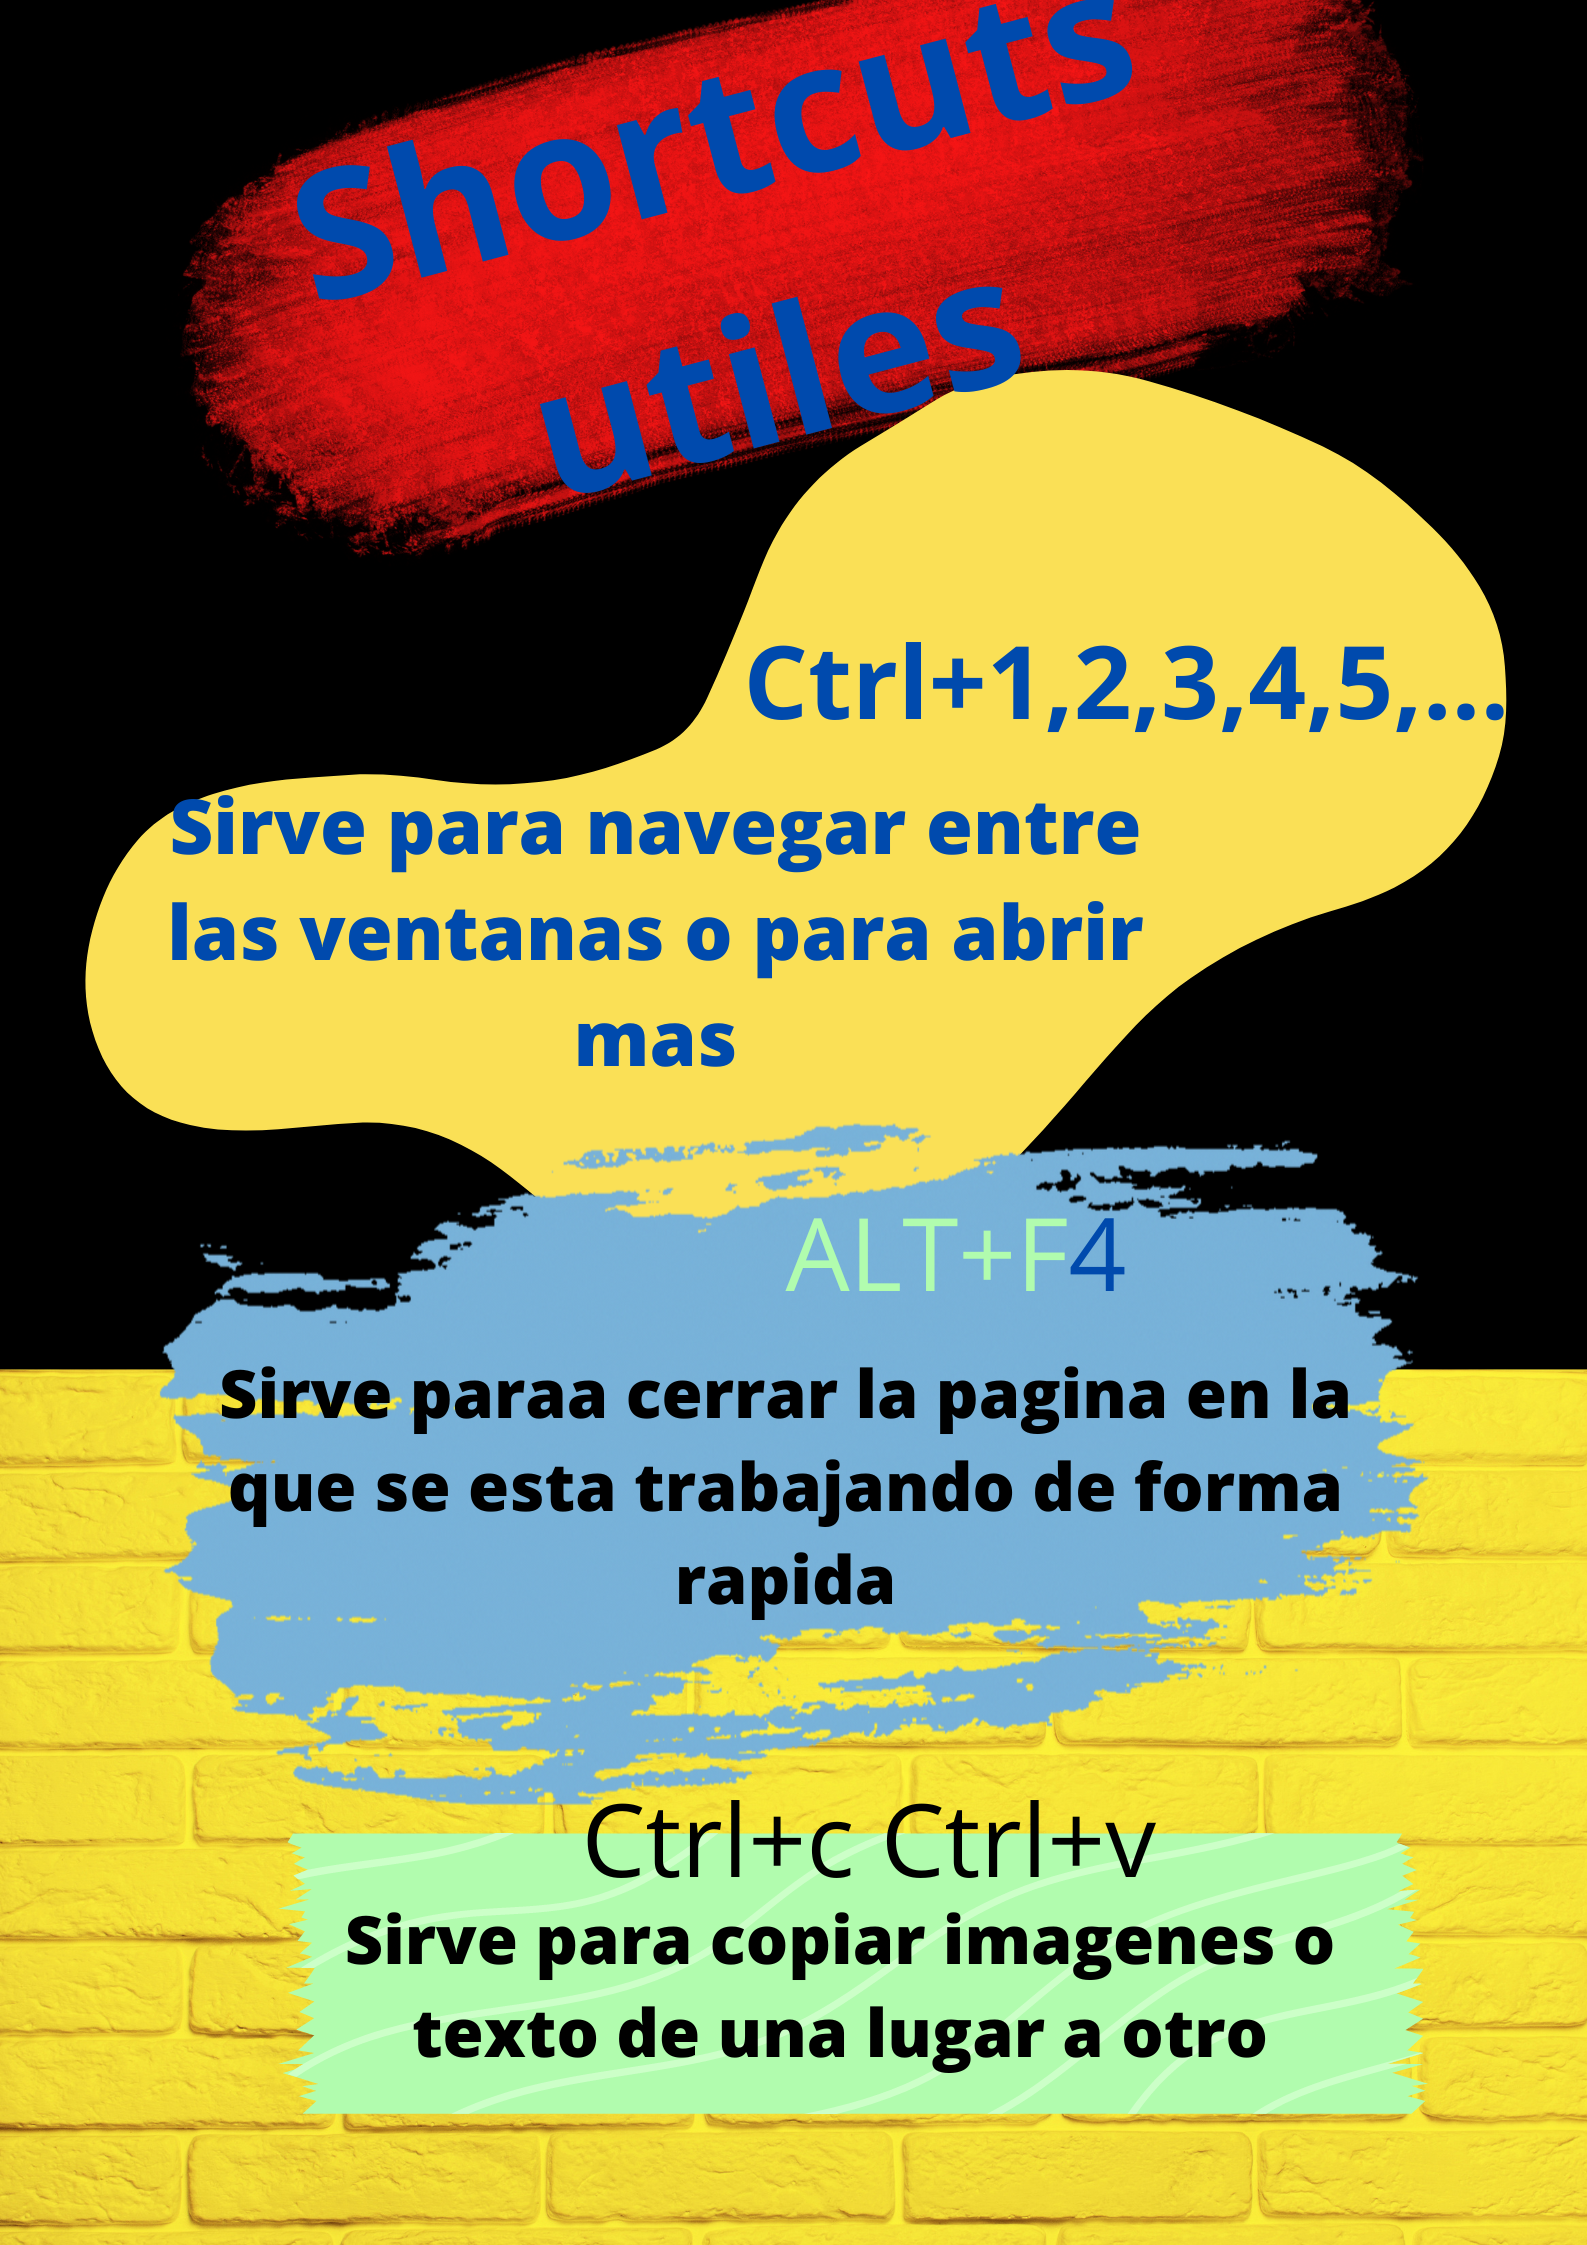 Shortcuts
utiles
Ctrl+1,2,3,4,5,...
Sirve para navegar entre
las ventanas o para abrir
mas
ALT+F4
Sirve paraa cerrar la pagina en la
que se esta trabajando de forma
rapida
Ctrl+c Ctrl+v
Sirve para copiar imagenes o
texto de una lugar a otro